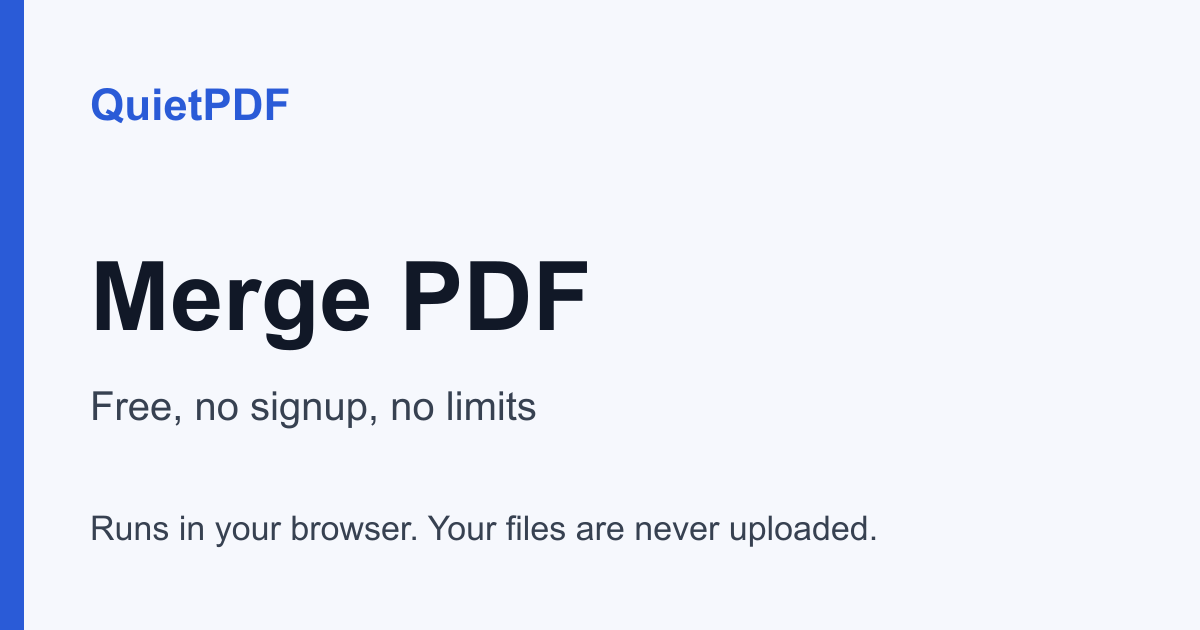 QuietPDF
Merge PDF
Free, no signup, no limits
Runs in your browser. Your files are never uploaded.